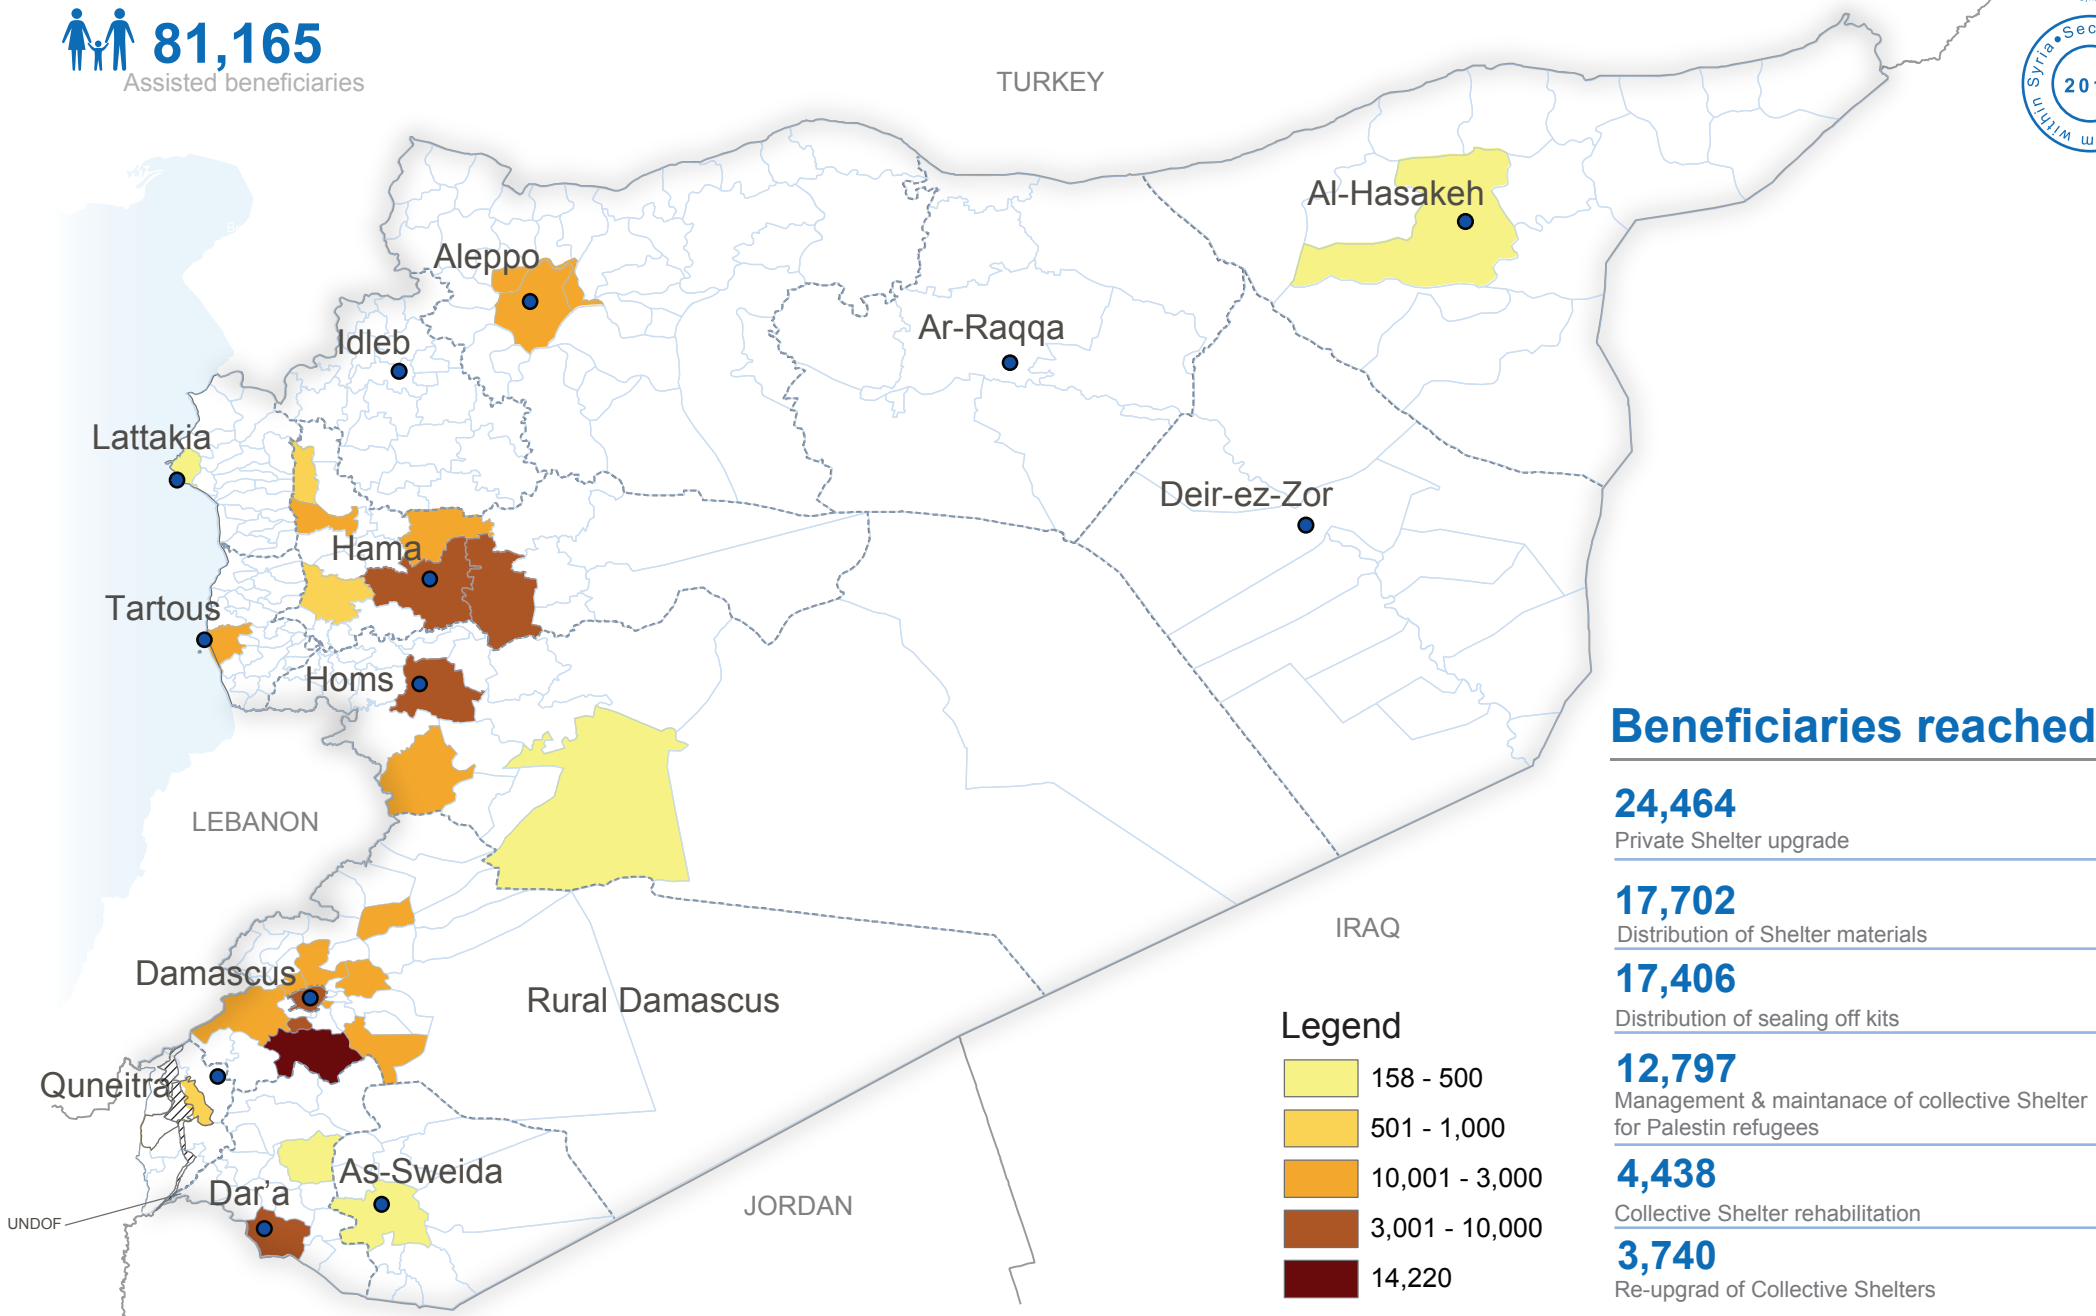 81,165
Assisted beneficiaries
TURKEY
Al-Hasakeh
Aleppo
Ar-Raqqa
Idleb
Lattakia
Deir-ez-Zor
Hama
Tartous
Homs
LEBANON
IRAQ
Damascus
Rural Damascus
Quneitra
As-Sweida
Dar'a
UNDOF
JORDAN
Legend
158 - 500
501 - 1,000
10,001 - 3,000
3,001 - 10,000
14,220
Beneficiaries reached
24,464
Private Shelter upgrade
17,702
Distribution of Shelter materials
17,406
Distribution of sealing off kits
12,797
Management & maintanace of collective Shelter
for Palestin refugees
4,438
Collective Shelter rehabilitation
3,740
Re-upgrad of Collective Shelters
within Syria